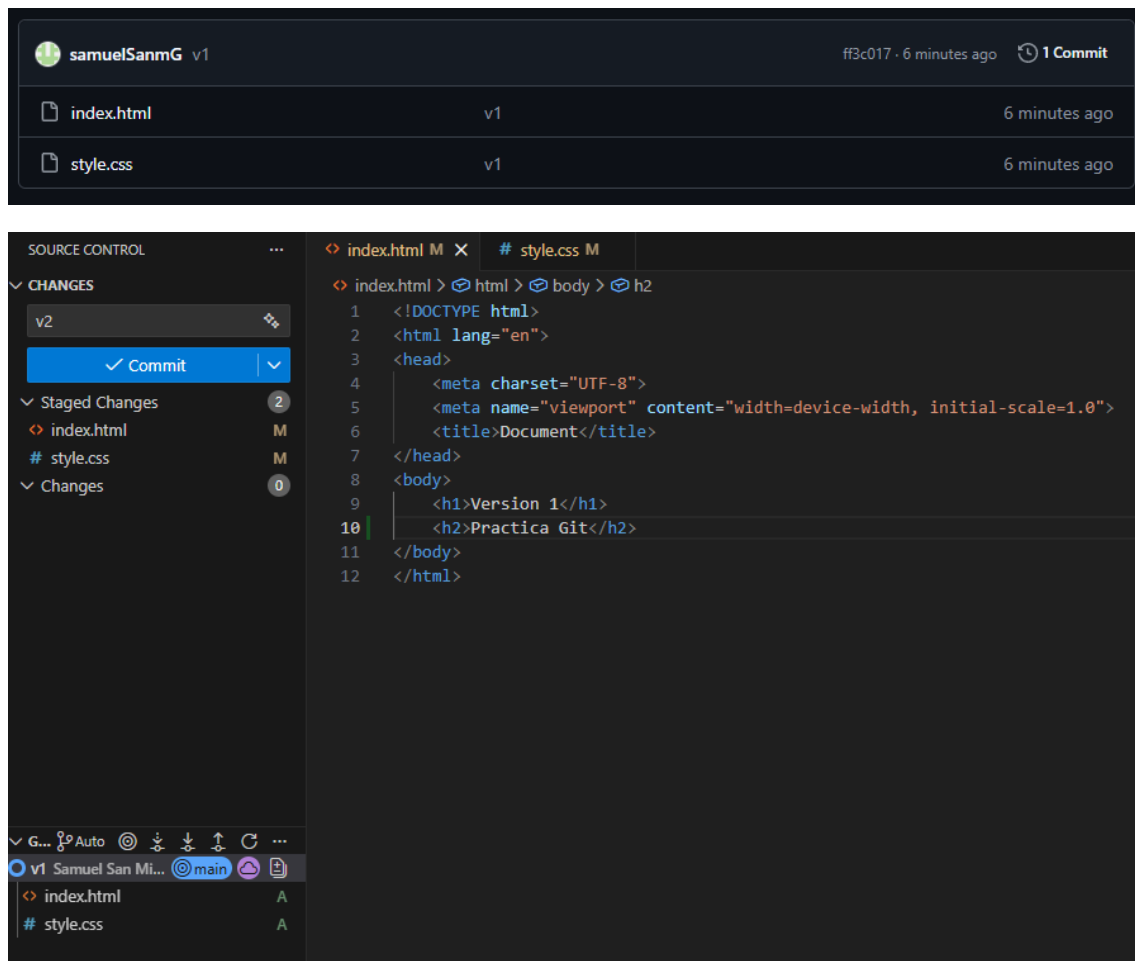 samuelSanmG v1 ff3c017 · 6 minutes ago 1 Commit
index.html v1 6 minutes ago
style.css v1 6 minutes ago
SOURCE CONTROL ...
CHANGES
v2
Commit
Staged Changes 2
index.html M
style.css M
Changes 0
G... Auto ...
v1 Samuel San Mi... main
index.html A
style.css A
index.html M # style.css M
index.html > html > body > h2
1 <!DOCTYPE html>
2 <html lang="en">
3 <head>
4 <meta charset="UTF-8">
5 <meta name="viewport" content="width=device-width, initial-scale=1.0">
6 <title>Document</title>
7 </head>
8 <body>
9 <h1>Version 1</h1>
10 <h2>Practica Git</h2>
11 </body>
12 </html>